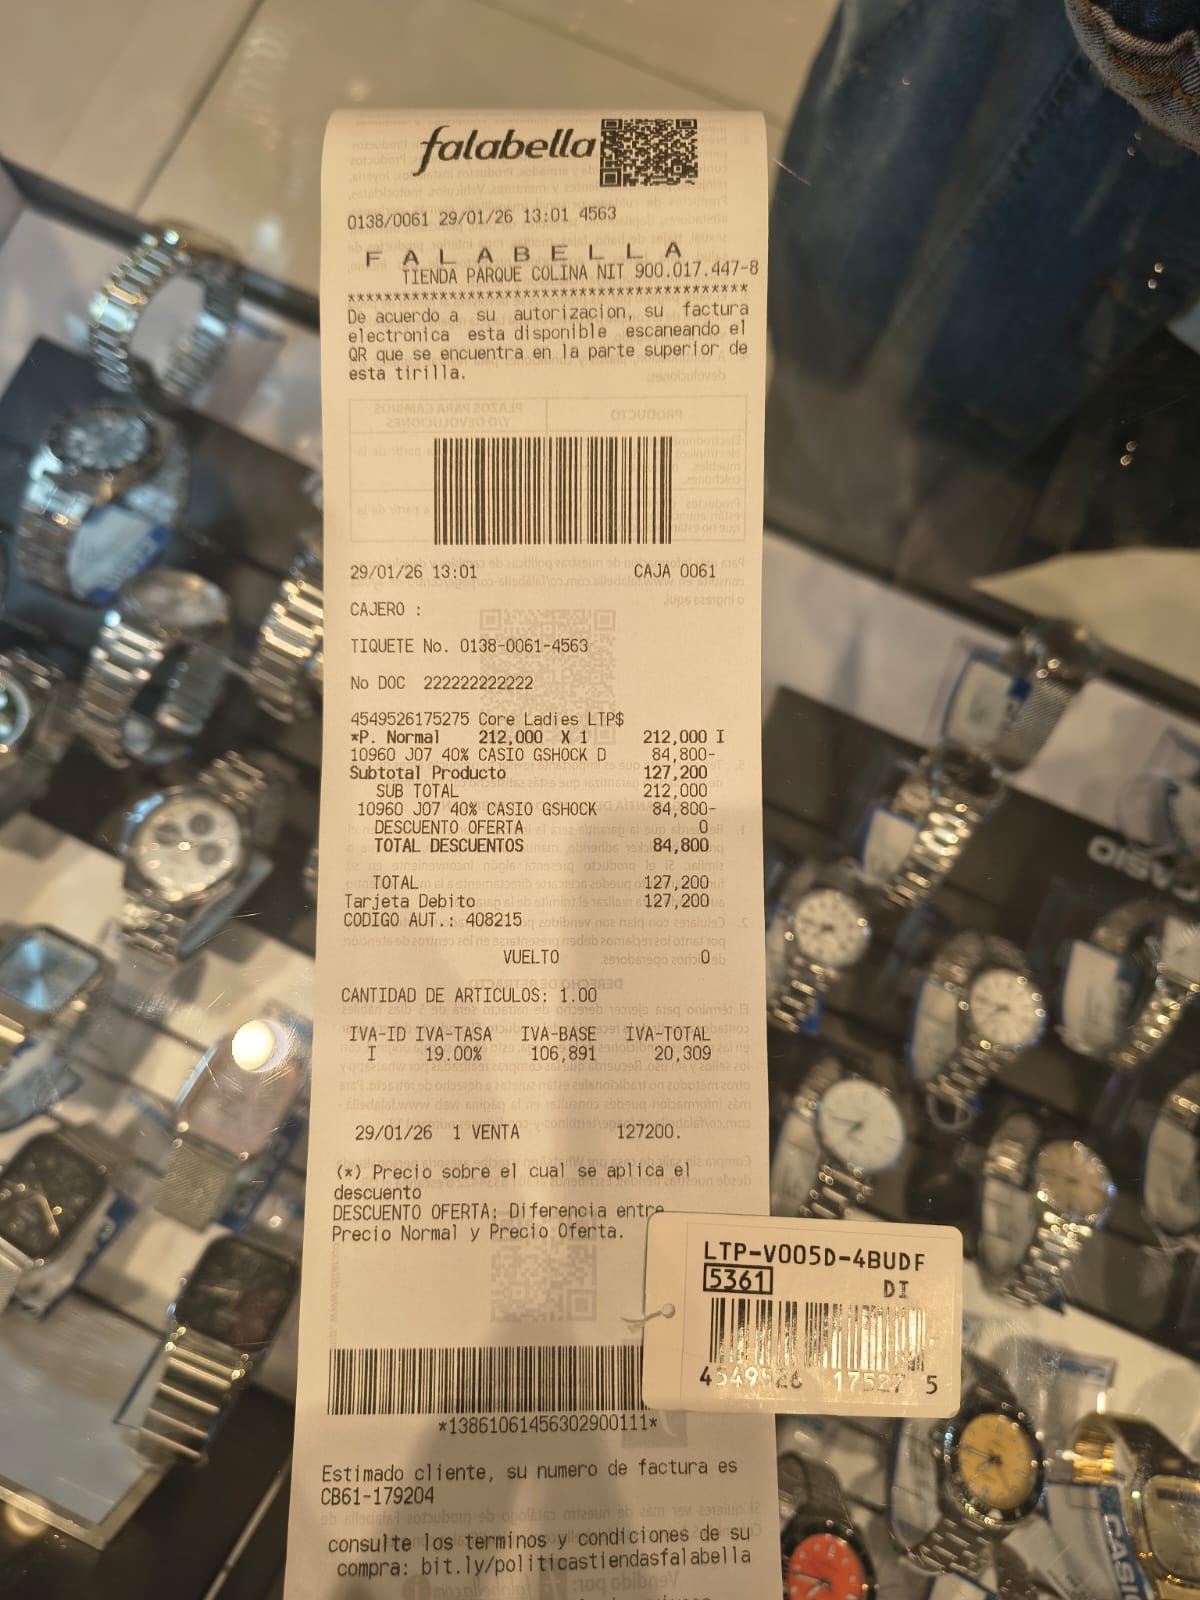 falabella
0138/0061 29/01/26 13:01 4563
F A L A B E L L A
TIENDA PARQUE COLINA NIT 900.017.447-8
****************************************
De acuerdo a su autorizacion, su factura
electronica esta disponible escaneando el
QR que se encuentra en la parte superior de
esta tirilla.
29/01/26 13:01 CAJA 0061
CAJERO :
TIQUETE No. 0138-0061-4563
No DOC 222222222222
4549526175275 Core Ladies LTP$
*P. Normal 212,000 X 1 212,000 I
10960 J07 40% CASIO GSHOCK D 84,800-
Subtotal Producto 127,200
SUB TOTAL 212,000
10960 J07 40% CASIO GSHOCK 84,800-
DESCUENTO OFERTA 0
TOTAL DESCUENTOS 84,800
TOTAL 127,200
Tarjeta Debito 127,200
CODIGO AUT.: 408215
VUELTO 0
CANTIDAD DE ARTICULOS: 1.00
IVA-ID IVA-TASA IVA-BASE IVA-TOTAL
I 19.00% 106,891 20,309
29/01/26 1 VENTA 127200.
(*) Precio sobre el cual se aplica el
descuento
DESCUENTO OFERTA: Diferencia entre
Precio Normal y Precio Oferta.
LTP-V005D-4BUDF
5361 DI
4549526 17527 5
*13861061456302900111*
Estimado cliente, su numero de factura es
CB61-179204
consulte los terminos y condiciones de su
compra: bit.ly/politicastiendasfalabella
CASIO
CASIO